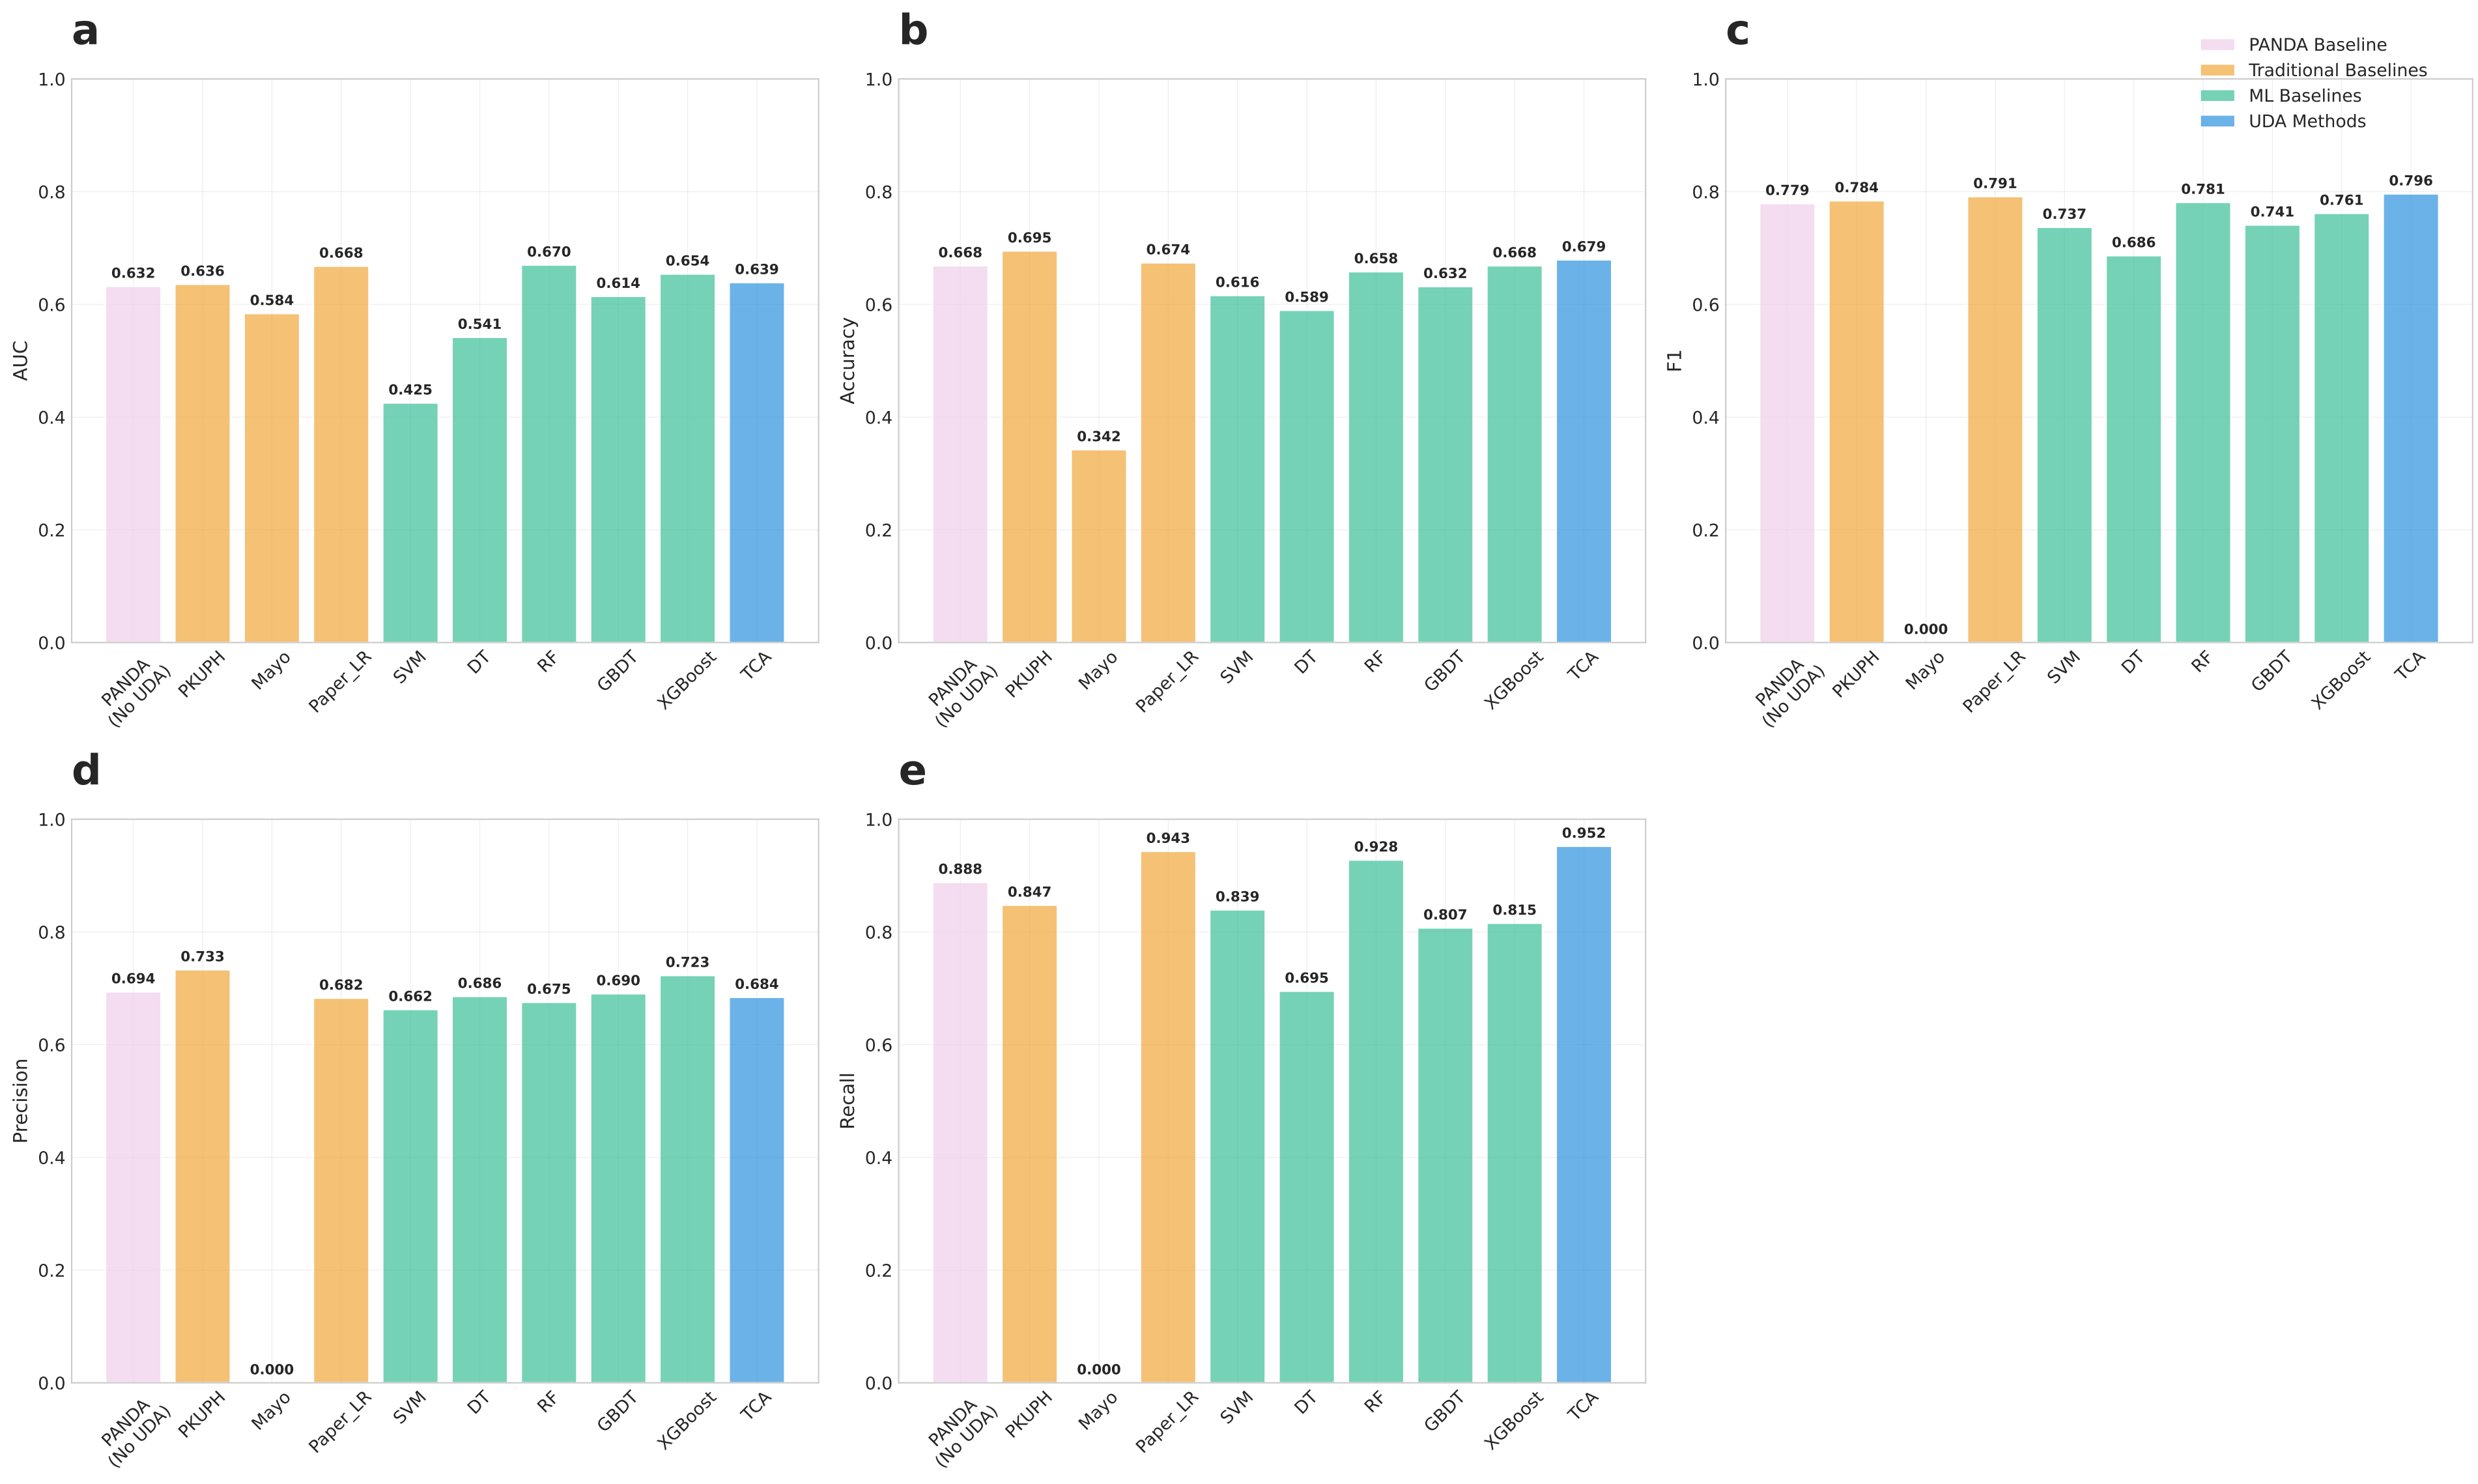 a
1.0
0.8
0.6
0.4
0.2
0.0
AUC
0.632
0.636
0.584
0.668
0.425
0.541
0.670
0.614
0.654
0.639
PANDA
(No UDA)
PKUPH
Mayo
Paper_LR
SVM
DT
RF
GBDT
XGBoost
TCA
b
1.0
0.8
0.6
0.4
0.2
0.0
Accuracy
0.668
0.695
0.342
0.674
0.616
0.589
0.658
0.632
0.668
0.679
PANDA
(No UDA)
PKUPH
Mayo
Paper_LR
SVM
DT
RF
GBDT
XGBoost
TCA
c
PANDA Baseline
Traditional Baselines
ML Baselines
UDA Methods
1.0
0.8
0.6
0.4
0.2
0.0
F1
0.779
0.784
0.000
0.791
0.737
0.686
0.781
0.741
0.761
0.796
PANDA
(No UDA)
PKUPH
Mayo
Paper_LR
SVM
DT
RF
GBDT
XGBoost
TCA
d
1.0
0.8
0.6
0.4
0.2
0.0
Precision
0.694
0.733
0.000
0.682
0.662
0.686
0.675
0.690
0.723
0.684
PANDA
(No UDA)
PKUPH
Mayo
Paper_LR
SVM
DT
RF
GBDT
XGBoost
TCA
e
1.0
0.8
0.6
0.4
0.2
0.0
Recall
0.888
0.847
0.000
0.943
0.839
0.695
0.928
0.807
0.815
0.952
PANDA
(No UDA)
PKUPH
Mayo
Paper_LR
SVM
DT
RF
GBDT
XGBoost
TCA